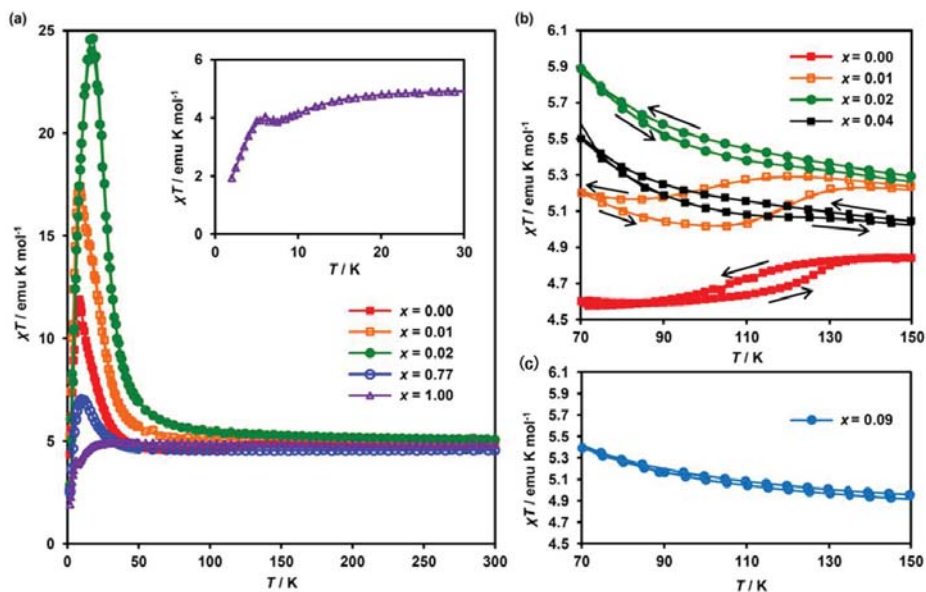 (a)
χT / emu K mol⁻¹
25
20
15
10
5
0
0 50 100 150 200 250 300
T / K
χT / emu K mol⁻¹
6
4
2
0
0 10 20 30
T / K
x = 0.00
x = 0.01
x = 0.02
x = 0.77
x = 1.00
(b)
χT / emu K mol⁻¹
6.1
5.9
5.7
5.5
5.3
5.1
4.9
4.7
4.5
70 90 110 130 150
T / K
x = 0.00
x = 0.01
x = 0.02
x = 0.04
(c)
χT / emu K mol⁻¹
6.1
5.9
5.7
5.5
5.3
5.1
4.9
4.7
4.5
70 90 110 130 150
T / K
x = 0.09